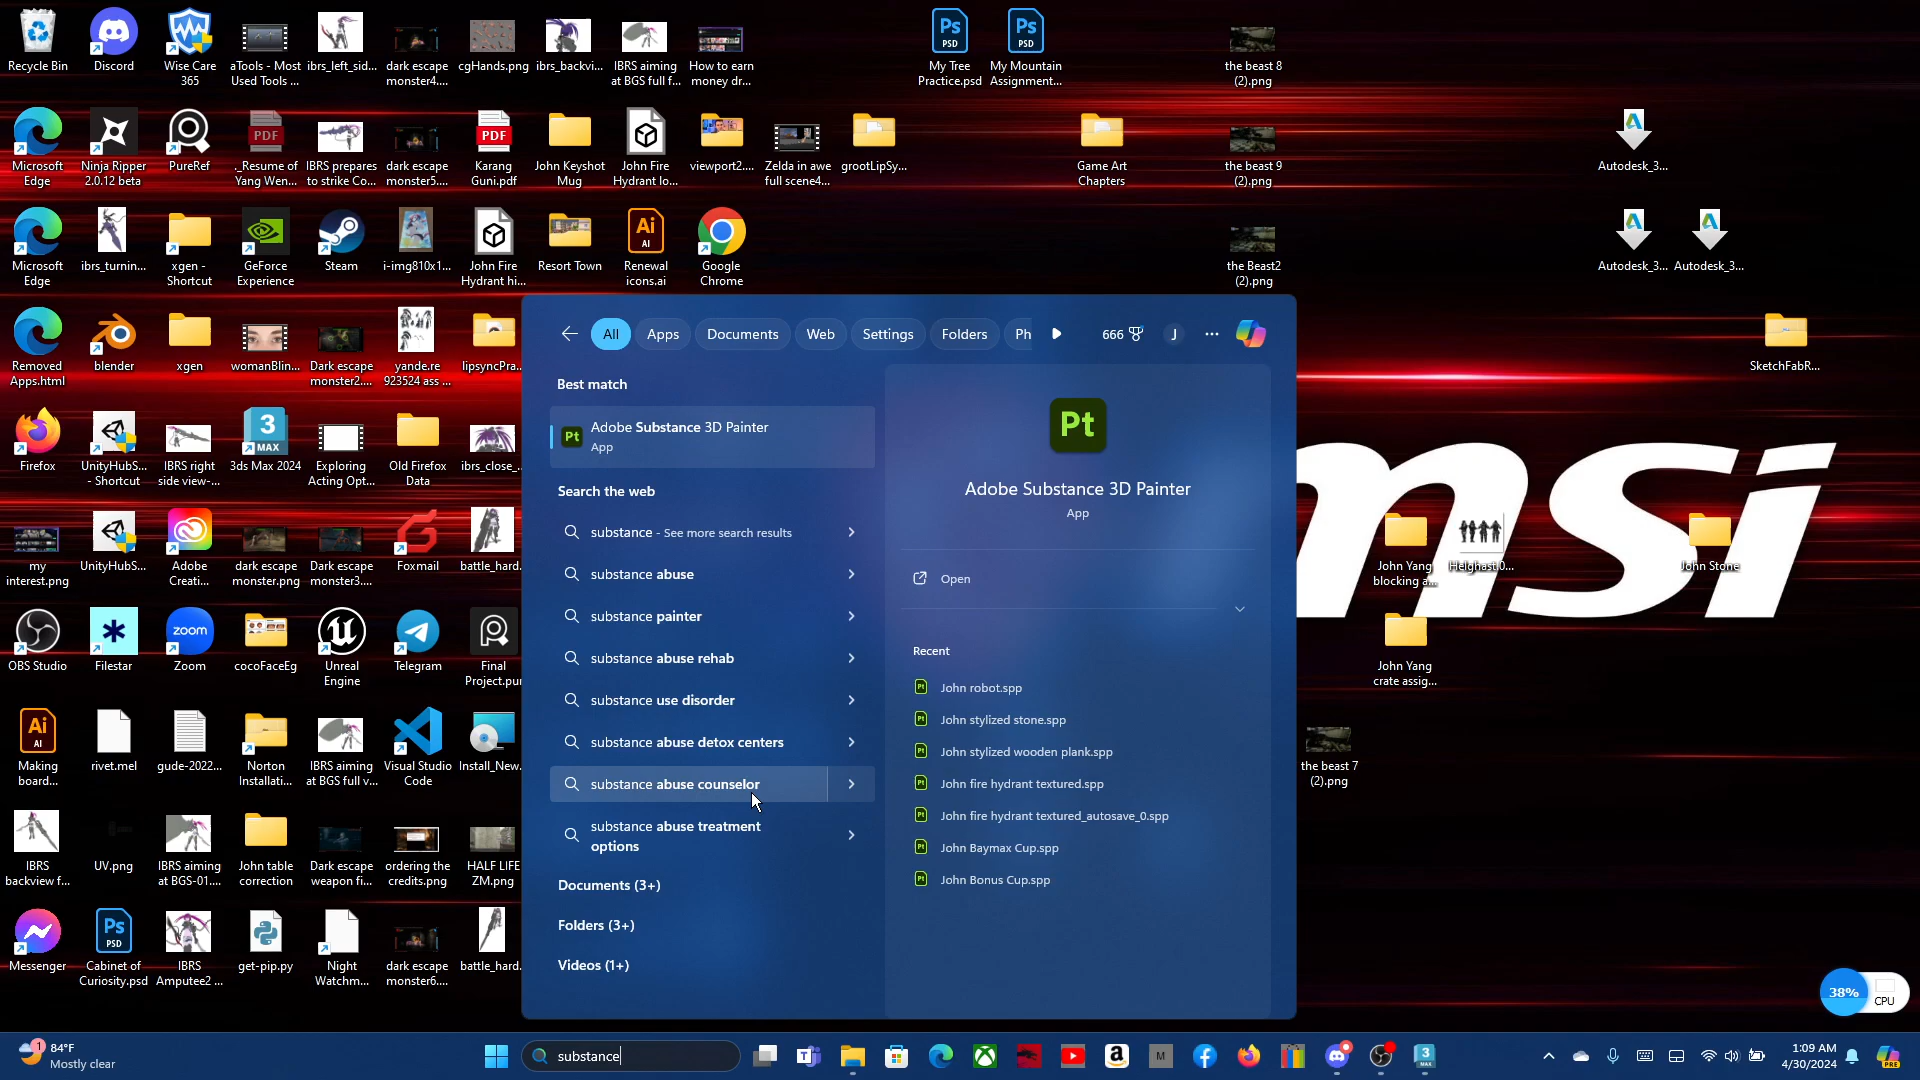 Recycle Bin
Discord
Wise Care
365
aTools - Most
Used Tools ...
ibrs_left_sid...
dark escape
monster4....
cgHands.png
ibrs_backvi...
IBRS aiming
at BGS full f...
How to earn
money dr...
My Tree
Practice.psd
My Mountain
Assignment...
the beast 8
(2).png
Microsoft
Edge
Ninja Ripper
2.0.12 beta
PureRef
._Resume of
Yang Wen...
IBRS prepares
to strike Co...
dark escape
monster5....
Karang
Guni.pdf
John Keyshot
Mug
John Fire
Hydrant lo...
viewport2....
Zelda in awe
full scene4...
grootLipSy...
Game Art
Chapters
the beast 9
(2).png
Autodesk_3...
Microsoft
Edge
ibrs_turnin...
xgen -
Shortcut
GeForce
Experience
Steam
i-img810x1...
John Fire
Hydrant hi...
Resort Town
Renewal
icons.ai
Google
Chrome
the Beast2
(2).png
Autodesk_3...
Autodesk_3...
Removed
Apps.html
blender
xgen
womanBlin...
Dark escape
monster2....
yande.re
923524 ass ...
lipsyncPra...
SketchFabR...
Firefox
UnityHubS...
- Shortcut
IBRS right
side view-...
3ds Max 2024
Exploring
Acting Opt...
Old Firefox
Data
ibrs_close_...
my
interest.png
UnityHubS...
Adobe
Creati...
dark escape
monster.png
dark escape
monster3....
Foxmail
battle_hard.
John Yang
blocking a...
Helghast.0...
John Stone
OBS Studio
Filestar
Zoom
cocoFaceEg
Unreal
Engine
Telegram
Final
Project.pur
John Yang
crate assig...
Making
board...
rivet.mel
gude-2022...
Norton
Installati...
IBRS aiming
at BGS full v...
Visual Studio
Code
Install_New.
the beast 7
(2).png
IBRS
backview f...
UV.png
IBRS aiming
at BGS-01....
John table
correction
Dark escape
weapon fi...
ordering the
credits.png
HALF LIFE
ZM.png
Messenger
Cabinet of
Curiosity.psd
IBRS
Amputee2 ...
get-pip.py
Night
Watchm...
dark escape
monster6....
battle_hard.
All
Apps
Documents
Web
Settings
Folders
Ph
666
J
Best match
Adobe Substance 3D Painter
App
Search the web
substance - See more search results
substance abuse
substance painter
substance abuse rehab
substance use disorder
substance abuse detox centers
substance abuse counselor
substance abuse treatment
options
Documents (3+)
Folders (3+)
Videos (1+)
Pt
Adobe Substance 3D Painter
App
Open
Recent
John robot.spp
John stylized stone.spp
John stylized wooden plank.spp
John fire hydrant textured.spp
John fire hydrant textured_autosave_0.spp
John Baymax Cup.spp
John Bonus Cup.spp
msi
38%
CPU
84°F
Mostly clear
substance
1:09 AM
4/30/2024